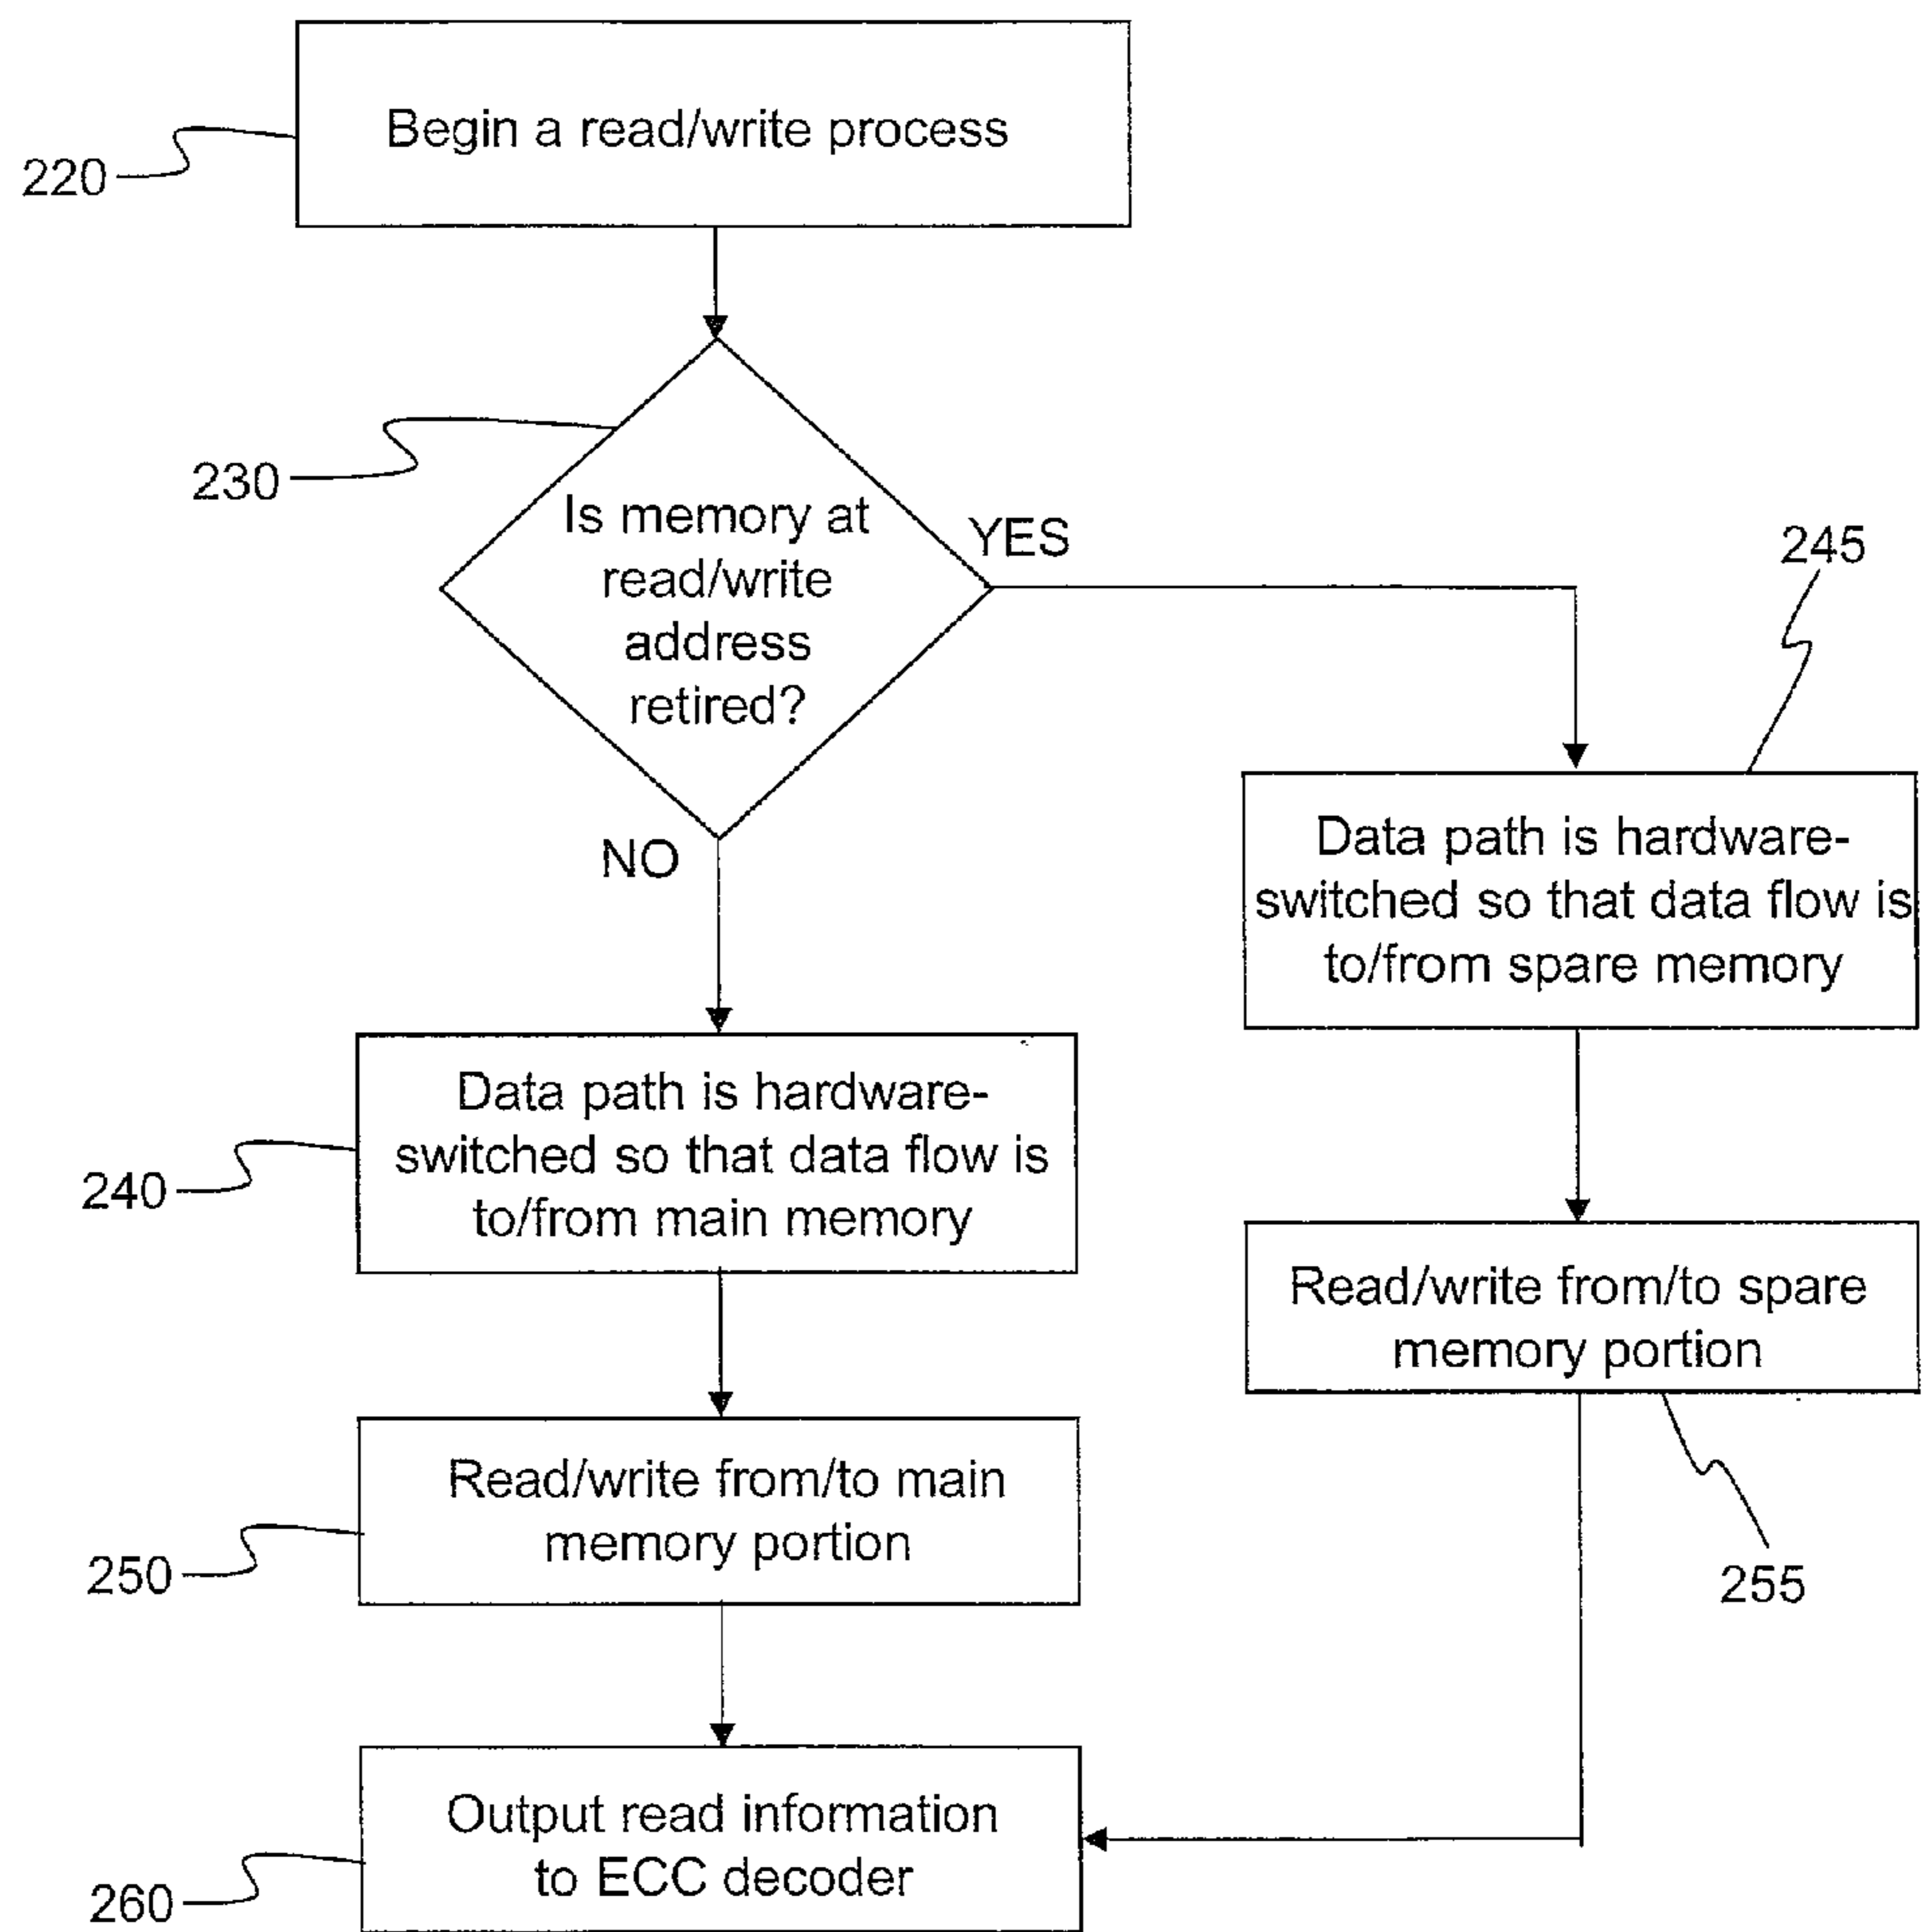 Begin a read/write process
220
230
Is memory at
read/write
address
retired?
YES
245
NO
Data path is hardware-
switched so that data flow is
to/from spare memory
Data path is hardware-
switched so that data flow is
to/from main memory
240
Read/write from/to spare
memory portion
255
Read/write from/to main
memory portion
250
Output read information
to ECC decoder
260